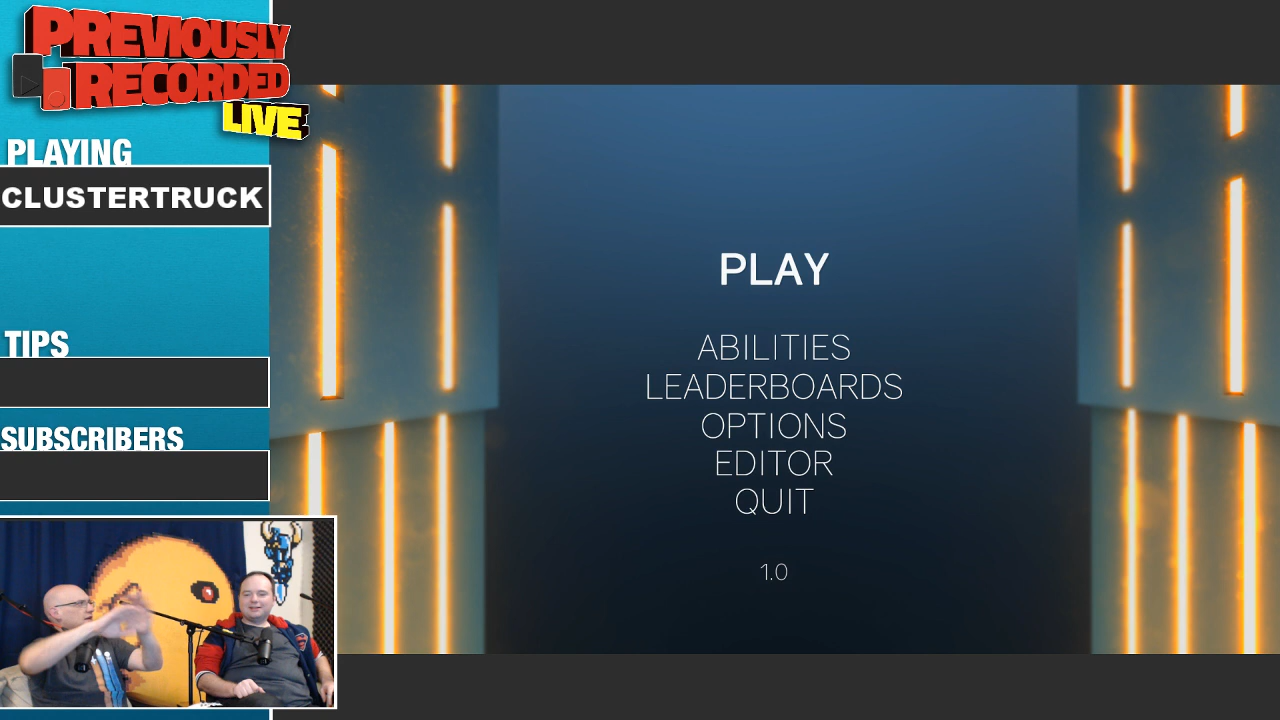 PREVIOUSLY
RECORDED
LIVE
PLAYING
CLUSTERTRUCK
TIPS
SUBSCRIBERS
PLAY
ABILITIES
LEADERBOARDS
OPTIONS
EDITOR
QUIT
1.0